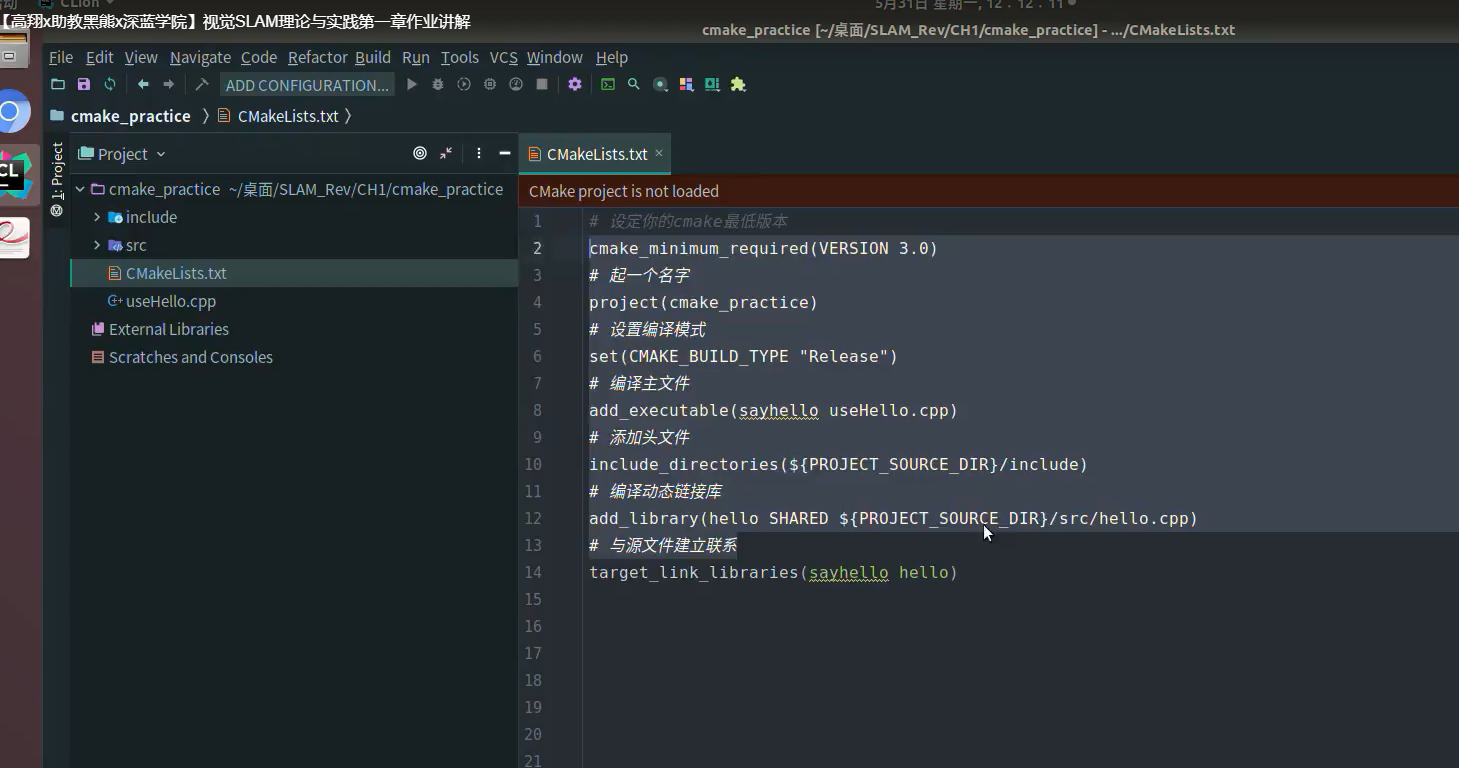 CLion
5月31日 星期一, 12：12：11
【高翔x助教黑熊x深蓝学院】视觉SLAM理论与实践第一章作业讲解
cmake_practice [~/桌面/SLAM_Rev/CH1/cmake_practice] - .../CMakeLists.txt
File Edit View Navigate Code Refactor Build Run Tools VCS Window Help
ADD CONFIGURATION...
cmake_practice 〉 CMakeLists.txt 〉
1: Project
Project
CMakeLists.txt ×
cmake_practice ~/桌面/SLAM_Rev/CH1/cmake_practice
include
src
CMakeLists.txt
useHello.cpp
External Libraries
Scratches and Consoles
CMake project is not loaded
1 # 设定你的cmake最低版本
2 cmake_minimum_required(VERSION 3.0)
3 # 起一个名字
4 project(cmake_practice)
5 # 设置编译模式
6 set(CMAKE_BUILD_TYPE "Release")
7 # 编译主文件
8 add_executable(sayhello useHello.cpp)
9 # 添加头文件
10 include_directories(${PROJECT_SOURCE_DIR}/include)
11 # 编译动态链接库
12 add_library(hello SHARED ${PROJECT_SOURCE_DIR}/src/hello.cpp)
13 # 与源文件建立联系
14 target_link_libraries(sayhello hello)
15
16
17
18
19
20
21